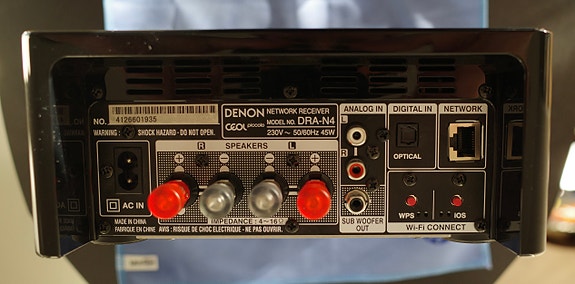 NO. 4126601935
DENON NETWORK RECEIVER
CEOL piccolo MODEL NO. DRA-N4
230V ~ 50/60Hz 45W
WARNING: SHOCK HAZARD - DO NOT OPEN.
R SPEAKERS L
+ − − +
IMPEDANCE : 4 ~ 16Ω
AC IN
MADE IN CHINA
FABRIQUE EN CHINE
AVIS : RISQUE DE CHOC ELECTRIQUE - NE PAS OUVRIR.
ANALOG IN
L
R
SUB WOOFER
OUT
DIGITAL IN
OPTICAL
NETWORK
WPS
iOS
Wi-Fi CONNECT